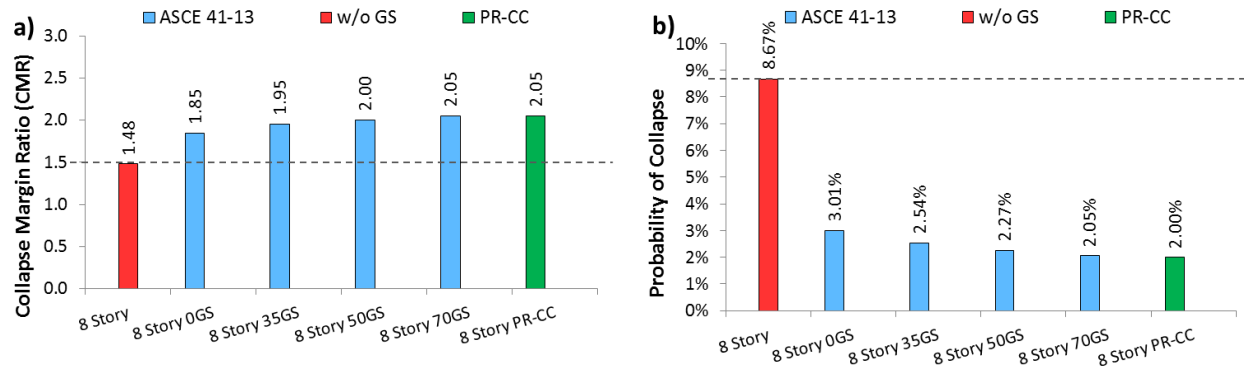 a)
ASCE 41-13
w/o GS
PR-CC
Collapse Margin Ratio (CMR)
3.0
2.5
2.0
1.5
1.0
0.5
0.0
1.48
1.85
1.95
2.00
2.05
2.05
8 Story
8 Story 0GS
8 Story 35GS
8 Story 50GS
8 Story 70GS
8 Story PR-CC
b)
ASCE 41-13
w/o GS
PR-CC
Probability of Collapse
10%
9%
8%
7%
6%
5%
4%
3%
2%
1%
0%
8.67%
3.01%
2.54%
2.27%
2.05%
2.00%
8 Story
8 Story 0GS
8 Story 35GS
8 Story 50GS
8 Story 70GS
8 Story PR-CC